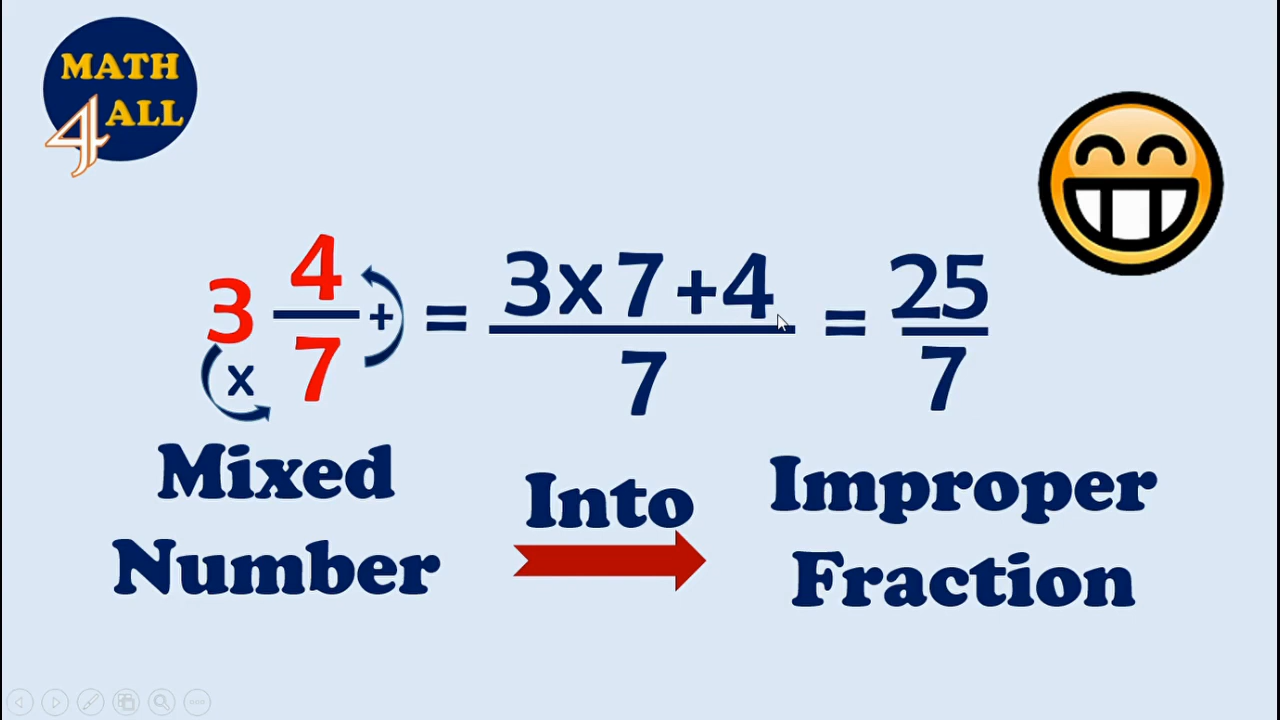 MATH
4 ALL
3 4/7 x + = 3x7+4/7 = 25/7
Mixed
Number
Into
Improper
Fraction